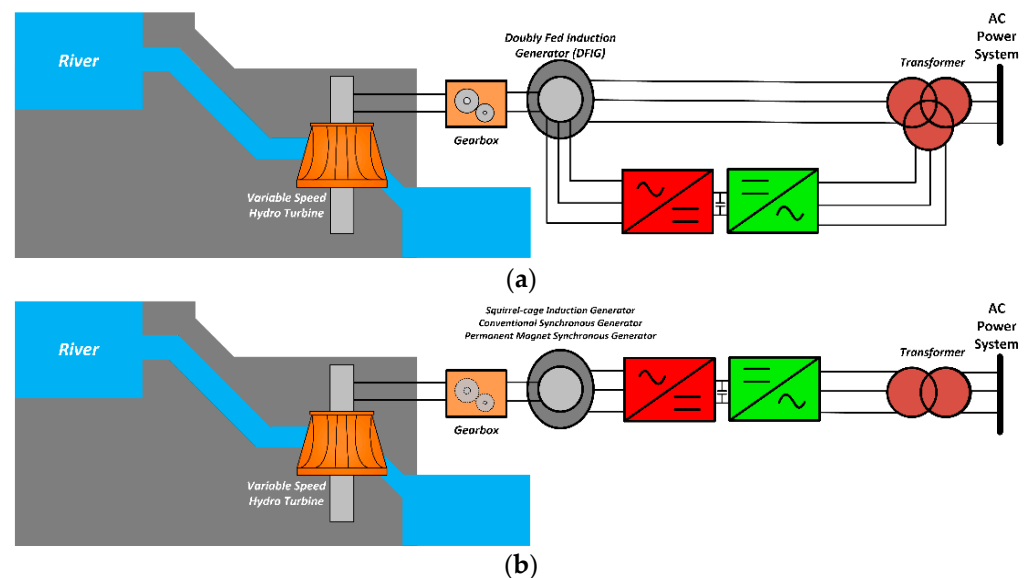 River
Doubly Fed Induction
Generator (DFIG)
AC
Power
System
Transformer
Gearbox
Variable Speed
Hydro Turbine
(a)
River
Squirrel-cage Induction Generator
Conventional Synchronous Generator
Permanent Magnet Synchronous Generator
AC
Power
System
Transformer
Gearbox
Variable Speed
Hydro Turbine
(b)